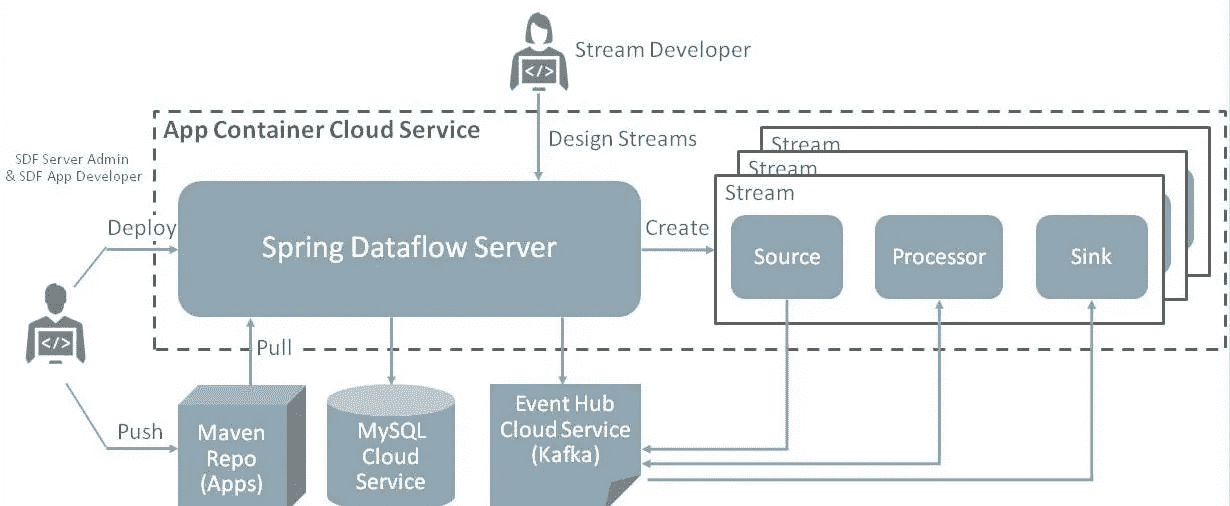 Stream Developer
App Container Cloud Service
Design Streams
SDF Server Admin
& SDF App Developer
Stream
Stream
Stream
Deploy
Spring Dataflow Server
Create
Source
Processor
Sink
</>
</>
Pull
Push
Maven
Repo
(Apps)
MySQL
Cloud
Service
Event Hub
Cloud Service
(Kafka)